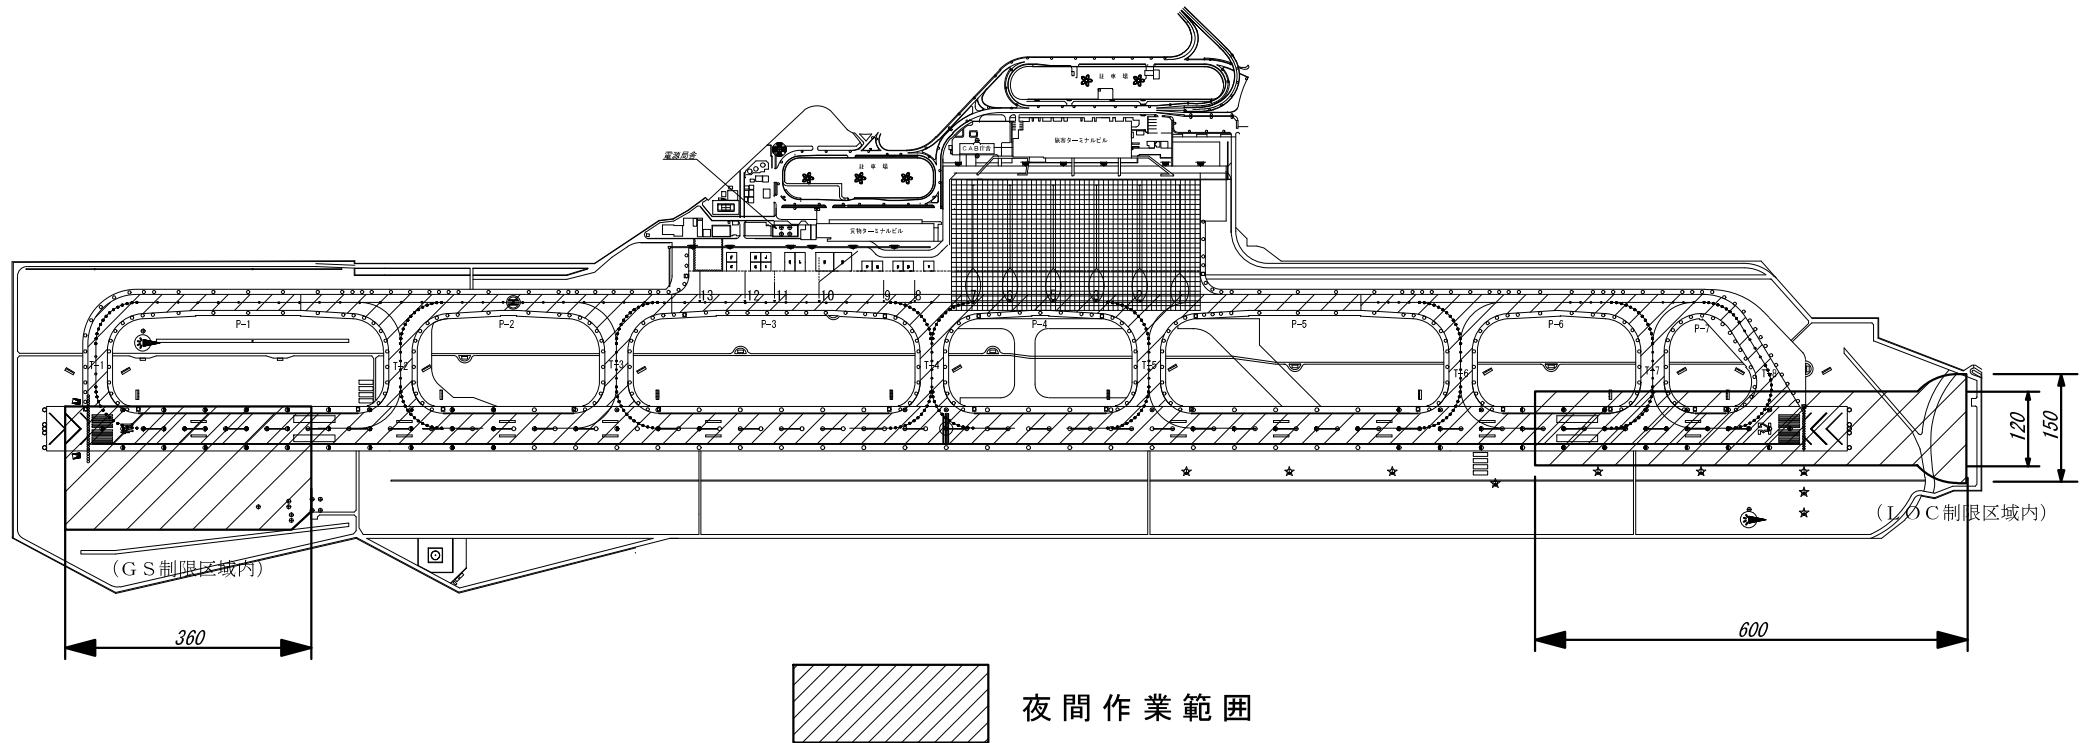 駐車場
旅客ターミナルビル
CAB庁舎
電源局舎
駐車場
貨物ターミナルビル
13
12
11
10
9
8
7
6
5
P-1
P-2
P-3
P-4
P-5
P-6
P-7
T-1
T-2
T-3
T-4
T-5
T-6
T-7
T-8
120
150
(LOC制限区域内)
(GS制限区域内)
360
600
夜間作業範囲